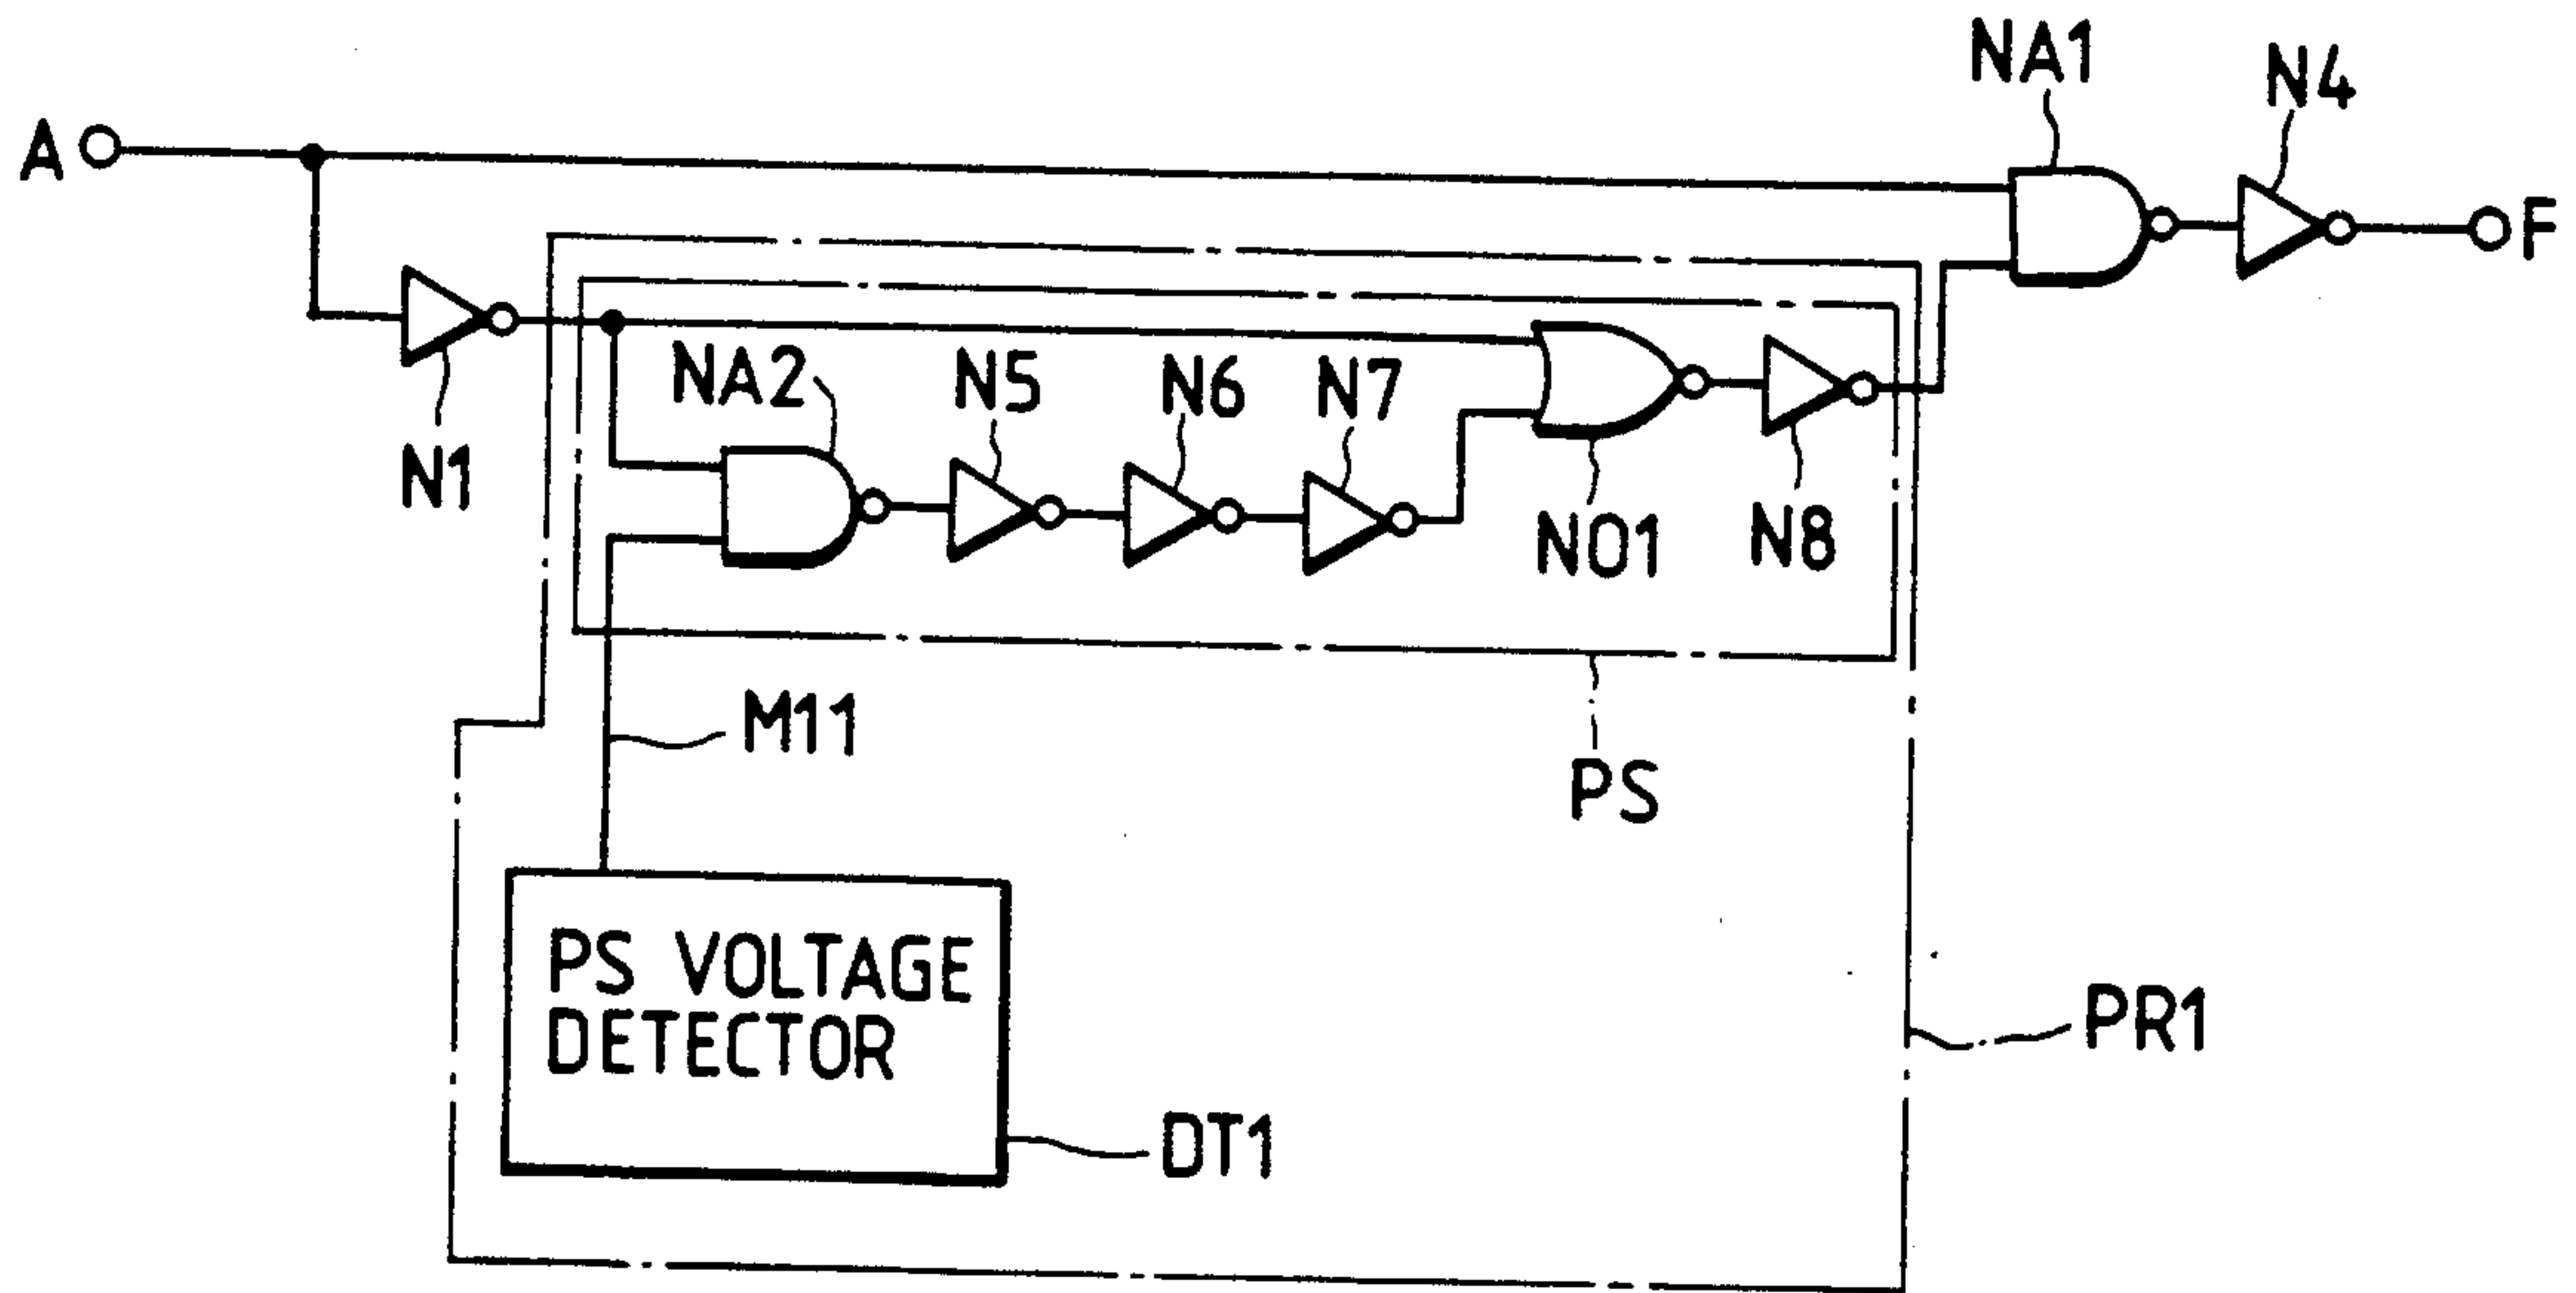 NA1
N4
A
F
NA2
N5
N6
N7
N1
NO1
N8
M11
PS
PS VOLTAGE
DETECTOR
PR1
DT1